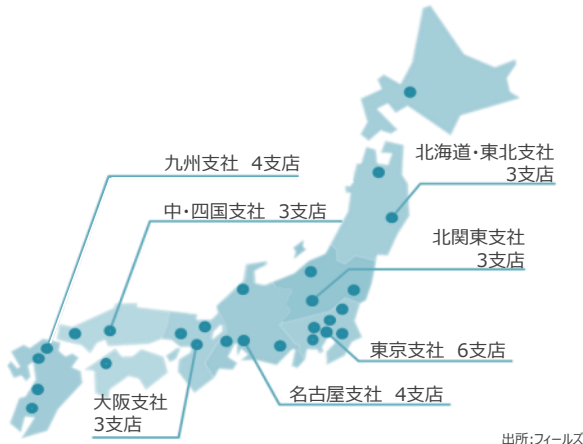 北海道・東北支社
3支店
九州支社 4支店
中・四国支社 3支店
北関東支社
3支店
東京支社 6支店
名古屋支社 4支店
大阪支社
3支店
出所:フィールズ